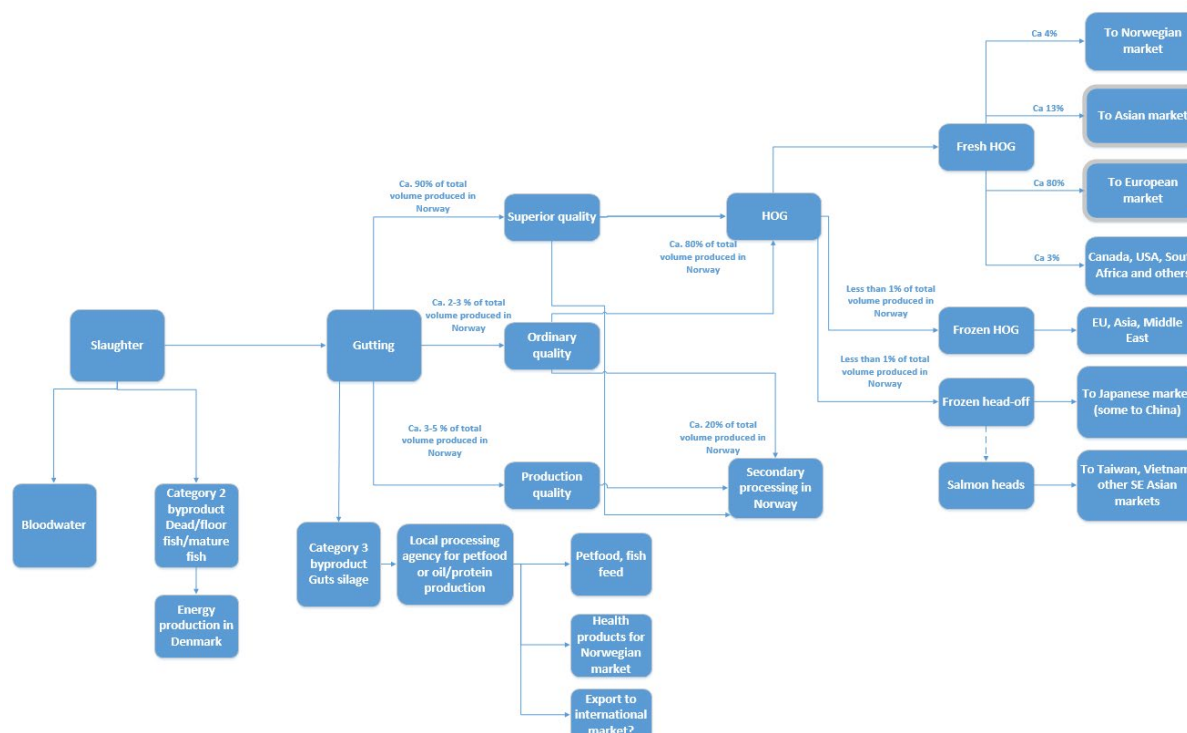 Ca 4%
To Norwegian
market
Ca 13%
To Asian market
Fresh HOG
Ca 80%
To European
market
Ca 3%
Canada, USA, Sout
Africa and others
Ca. 90% of total
volume produced in
Norway
Superior quality
HOG
Ca. 80% of total
volume produced in
Norway
Less than 1% of total
volume produced in
Norway
Frozen HOG
EU, Asia, Middle
East
Slaughter
Gutting
Ca. 2-3 % of total
volume produced in
Norway
Ordinary
quality
Less than 1% of total
volume produced in
Norway
Frozen head-off
To Japanese marke
(some to China)
Ca. 3-5 % of total
volume produced in
Norway
Ca. 20% of total
volume produced in
Norway
Production
quality
Secondary
processing in
Norway
Salmon heads
To Taiwan, Vietnam
other SE Asian
markets
Bloodwater
Category 2
byproduct
Dead/floor
fish/mature
fish
Energy
production in
Denmark
Category 3
byproduct
Guts silage
Local processing
agency for petfood
or oil/protein
production
Petfood, fish
feed
Health
products for
Norwegian
market
Export to
international
market?